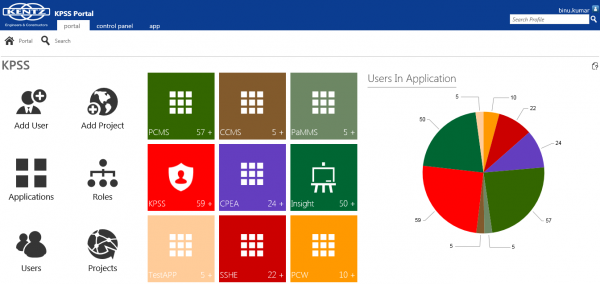 KENTZ
Engineers & Constructors
KPSS Portal
binu.kumar
portal
control panel
app
Search Profile
Portal
Search
KPSS
Add User
Add Project
Applications
Roles
Users
Projects
PCMS 57 +
CCMS 5 +
PaMMS 5 +
KPSS 59 +
CPEA 24 +
Insight 50 +
TestAPP 5 +
SSHE 22 +
PCW 10 +
Users In Application
5
10
22
24
57
5
5
59
50